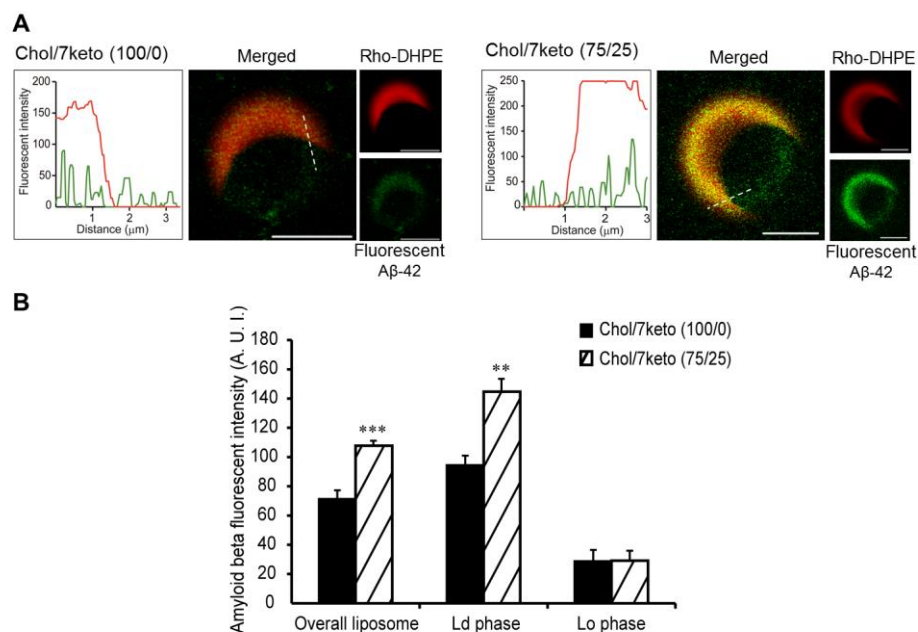 A
Chol/7keto (100/0)
Merged
Rho-DHPE
Fluorescent intensity
200
150
100
50
0
1
2
3
Distance (μm)
Fluorescent
Aβ-42
Chol/7keto (75/25)
Merged
Rho-DHPE
Fluorescent intensity
250
200
150
100
50
0
0
1
2
3
Distance (μm)
Fluorescent
Aβ-42
B
Amyloid beta fluorescent intensity (A. U. I.)
180
160
140
120
100
80
60
40
20
0
Chol/7keto (100/0)
Chol/7keto (75/25)
***
**
Overall liposome
Ld phase
Lo phase